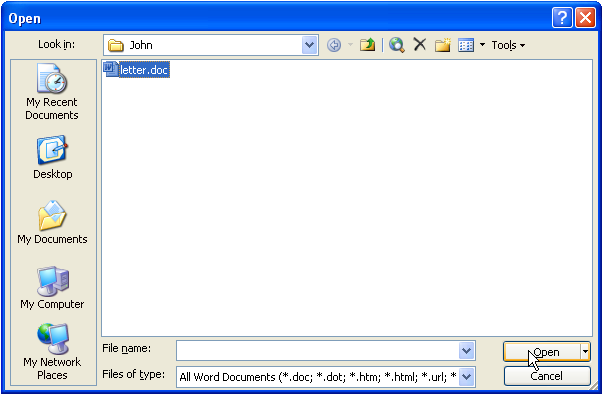 Open
Look in:
John
Tools
letter.doc
My Recent
Documents
Desktop
My Documents
My Computer
My Network
Places
File name:
Open
Files of type:
All Word Documents (*.doc; *.dot; *.htm; *.html; *.url; *
Cancel